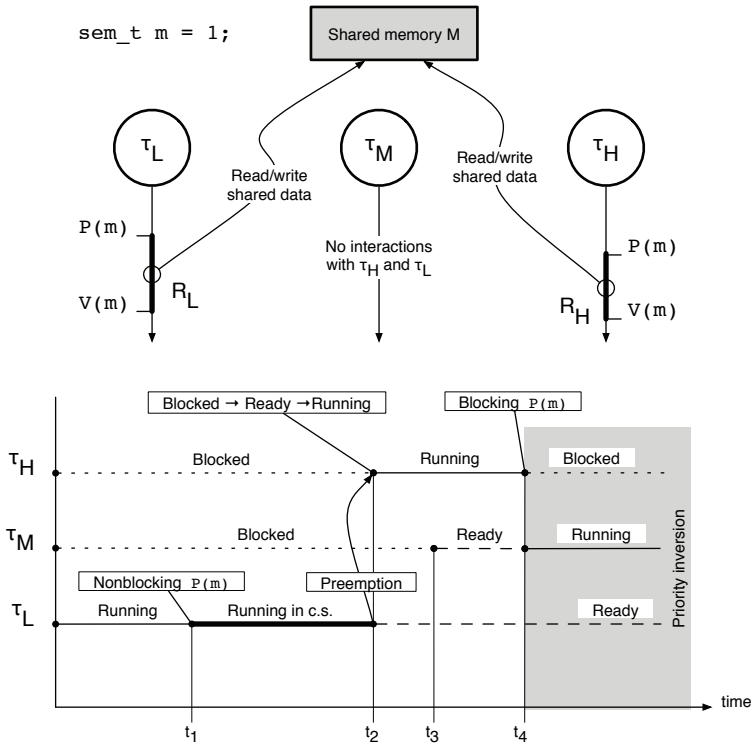 sem_t m = 1;
Shared memory M
τL
τM
τH
Read/write
shared data
Read/write
shared data
P(m)
V(m)
RL
No interactions
with τH and τL
P(m)
V(m)
RH
Blocked → Ready →Running
Blocking P(m)
τH
Blocked
Running
Blocked
τM
Blocked
Ready
Running
Nonblocking P(m)
Preemption
τL
Running
Running in c.s.
Ready
Priority inversion
time
t1
t2
t3
t4